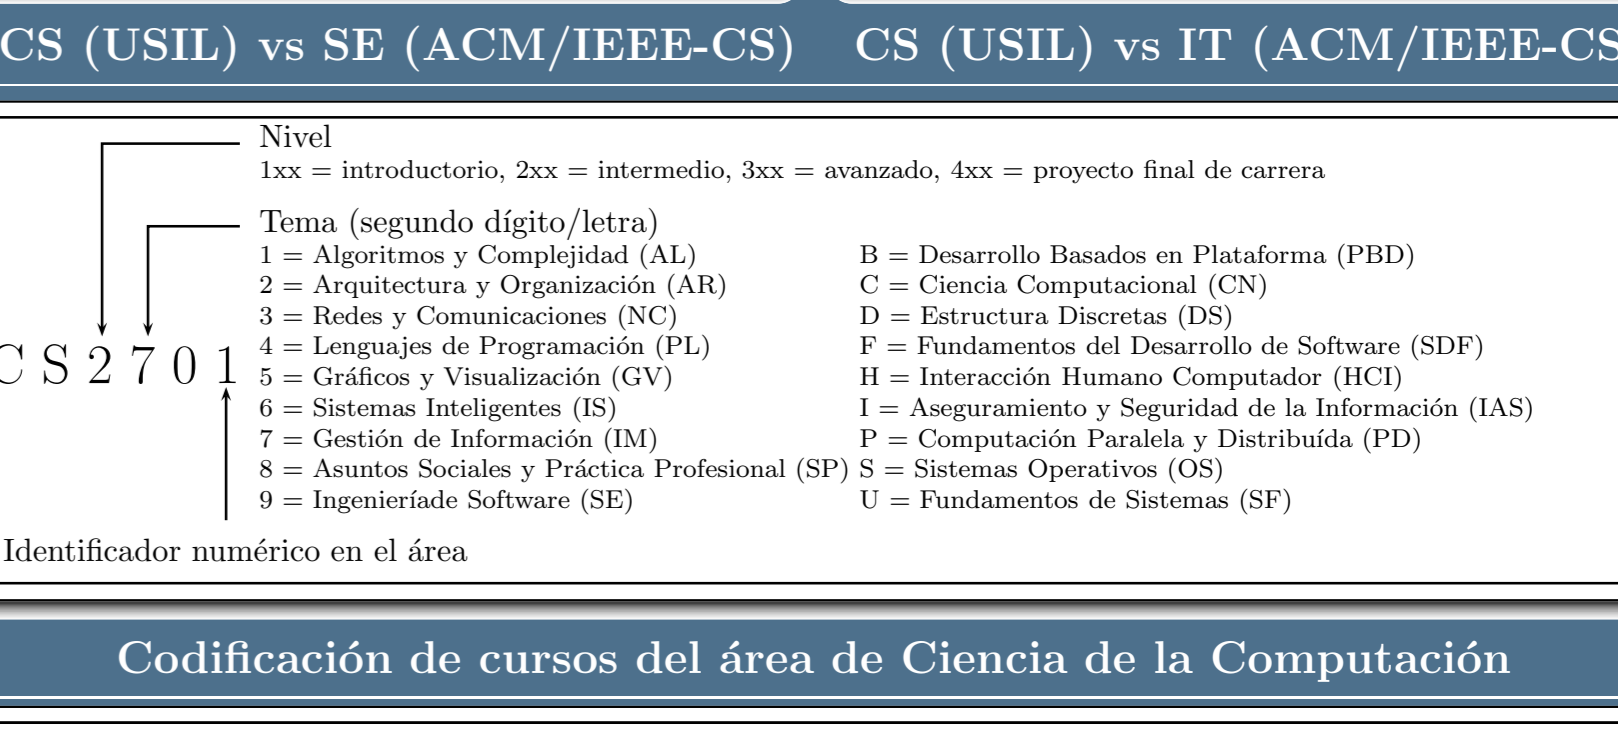 CS (USIL) vs SE (ACM/IEEE-CS) CS (USIL) vs IT (ACM/IEEE-CS
Nivel
1xx = introductorio, 2xx = intermedio, 3xx = avanzado, 4xx = proyecto final de carrera
Tema (segundo dígito/letra)
1 = Algoritmos y Complejidad (AL)
2 = Arquitectura y Organización (AR)
3 = Redes y Comunicaciones (NC)
4 = Lenguajes de Programación (PL)
5 = Gráficos y Visualización (GV)
6 = Sistemas Inteligentes (IS)
7 = Gestión de Información (IM)
8 = Asuntos Sociales y Práctica Profesional (SP)
9 = Ingenieríade Software (SE)
B = Desarrollo Basados en Plataforma (PBD)
C = Ciencia Computacional (CN)
D = Estructura Discretas (DS)
F = Fundamentos del Desarrollo de Software (SDF)
H = Interacción Humano Computador (HCI)
I = Aseguramiento y Seguridad de la Información (IAS)
P = Computación Paralela y Distribuída (PD)
S = Sistemas Operativos (OS)
U = Fundamentos de Sistemas (SF)
C S 2 7 0 1
Identificador numérico en el área
Codificación de cursos del área de Ciencia de la Computación